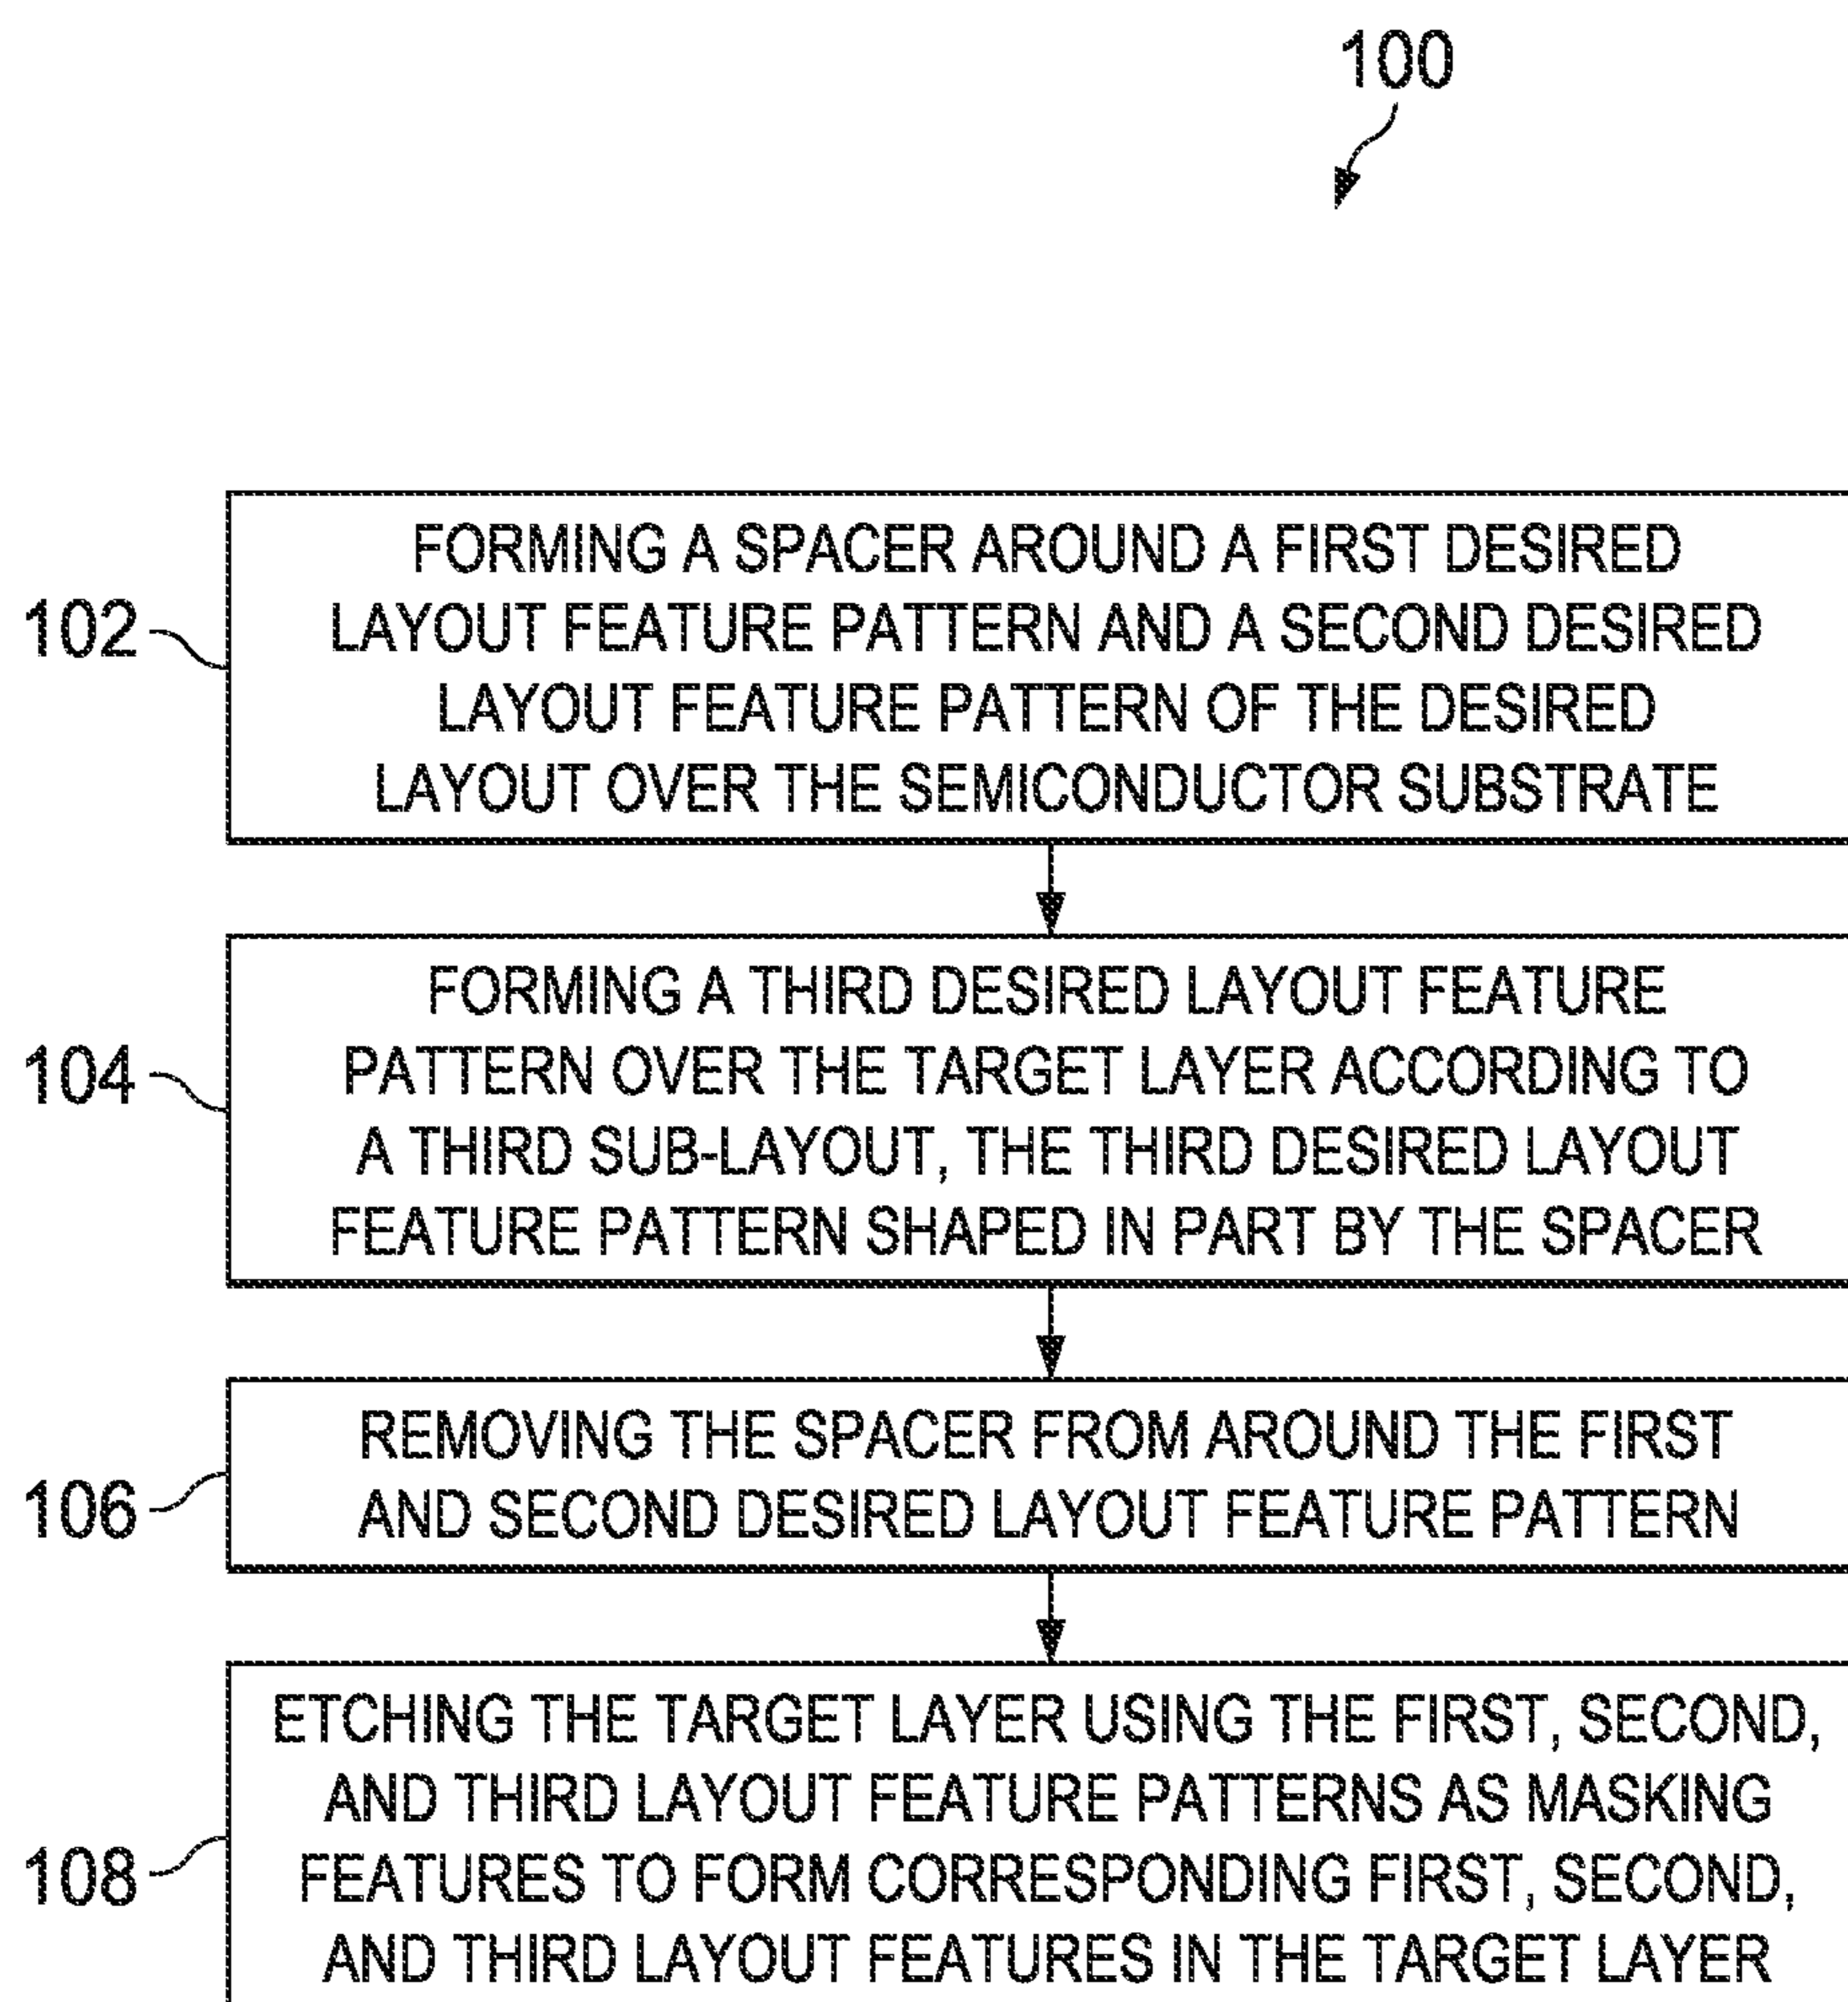 100
102
FORMING A SPACER AROUND A FIRST DESIRED
LAYOUT FEATURE PATTERN AND A SECOND DESIRED
LAYOUT FEATURE PATTERN OF THE DESIRED
LAYOUT OVER THE SEMICONDUCTOR SUBSTRATE
104
FORMING A THIRD DESIRED LAYOUT FEATURE
PATTERN OVER THE TARGET LAYER ACCORDING TO
A THIRD SUB-LAYOUT, THE THIRD DESIRED LAYOUT
FEATURE PATTERN SHAPED IN PART BY THE SPACER
106
REMOVING THE SPACER FROM AROUND THE FIRST
AND SECOND DESIRED LAYOUT FEATURE PATTERN
108
ETCHING THE TARGET LAYER USING THE FIRST, SECOND,
AND THIRD LAYOUT FEATURE PATTERNS AS MASKING
FEATURES TO FORM CORRESPONDING FIRST, SECOND,
AND THIRD LAYOUT FEATURES IN THE TARGET LAYER